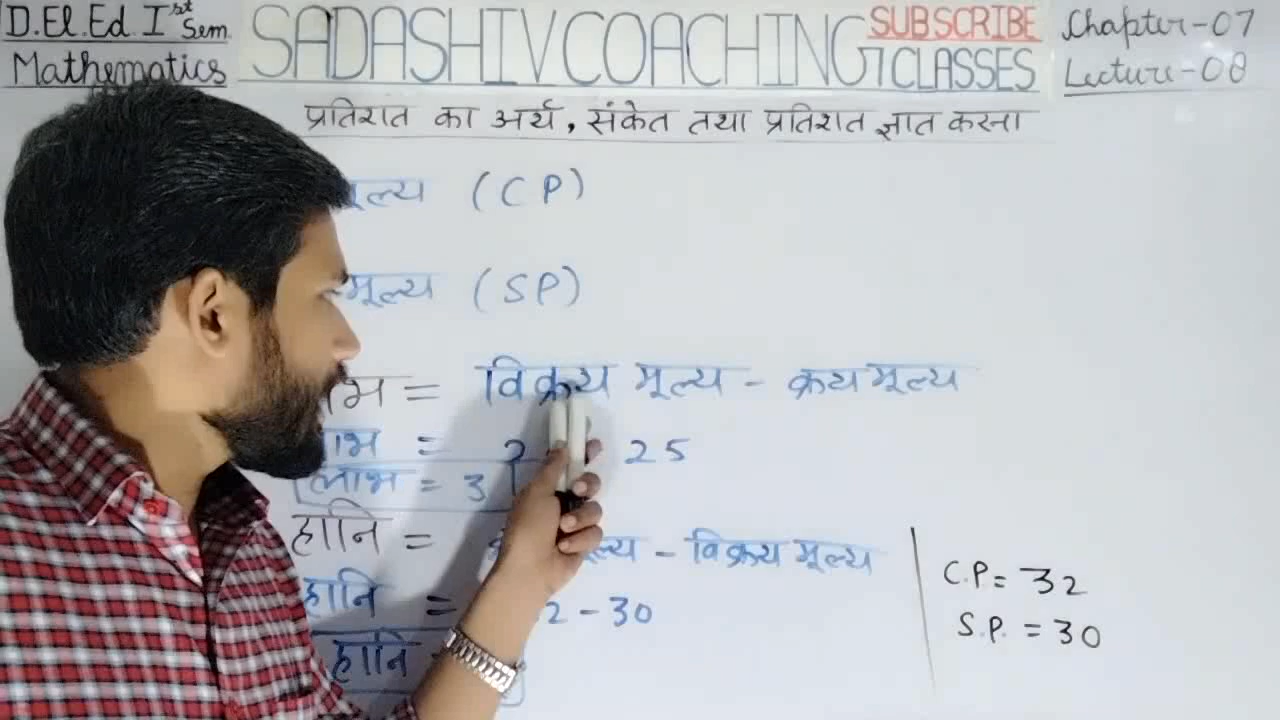 D.El.Ed. Ist Sem.
Mathematics
SADASHIV COACHING CLASSES
SUBSCRIBE
Chapter-07
Lecture-08
प्रतिशत का अर्थ, संकेत तथा प्रतिशत ज्ञात करना
मूल्य (CP)
मूल्य (SP)
= विक्रय मूल्य - क्रय मूल्य
= 25
लाभ = 3
हानि = - विक्रय मूल्य
हानि = 2 - 30
हानि
C.P = 32
S.P. = 30